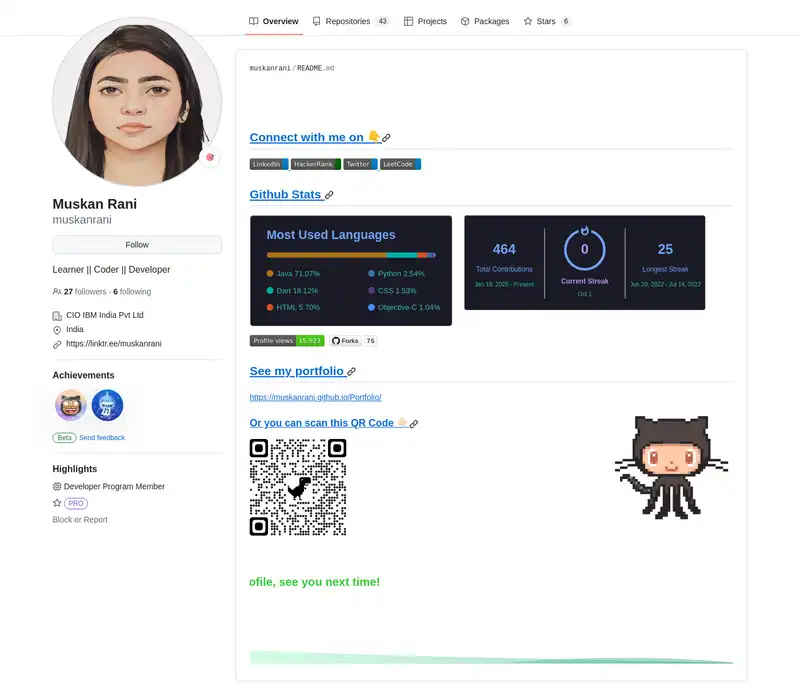 Overview Repositories 43 Projects Packages Stars 6
muskanrani / README.md
Connect with me on
LinkedIn HackerRank Twitter LeetCode
Github Stats
Most Used Languages
Java 71.07% Python 2.54%
Dart 18.12% CSS 1.53%
HTML 5.70% Objective-C 1.04%
464
Total Contributions
Jan 19, 2020 - Present
0
Current Streak
Oct 1
25
Longest Streak
Jun 20, 2022 - Jul 14, 2022
Profile views 15,923 Forks 75
See my portfolio
https://muskanrani.github.io/Portfolio/
Or you can scan this QR Code
ofile, see you next time!
Muskan Rani
muskanrani
Follow
Learner || Coder || Developer
27 followers · 6 following
CIO IBM India Pvt Ltd
India
https://linktr.ee/muskanrani
Achievements
Beta Send feedback
Highlights
Developer Program Member
PRO
Block or Report